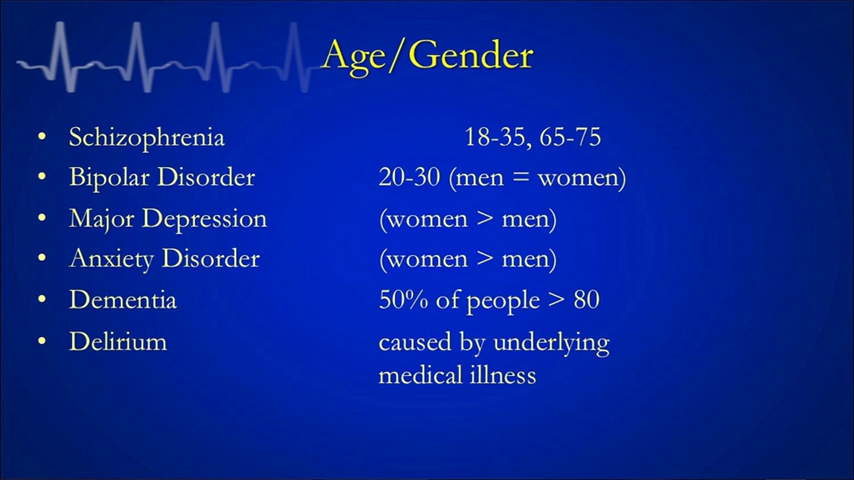 Age/Gender
• Schizophrenia 18-35, 65-75
• Bipolar Disorder 20-30 (men = women)
• Major Depression (women > men)
• Anxiety Disorder (women > men)
• Dementia 50% of people > 80
• Delirium caused by underlying
medical illness